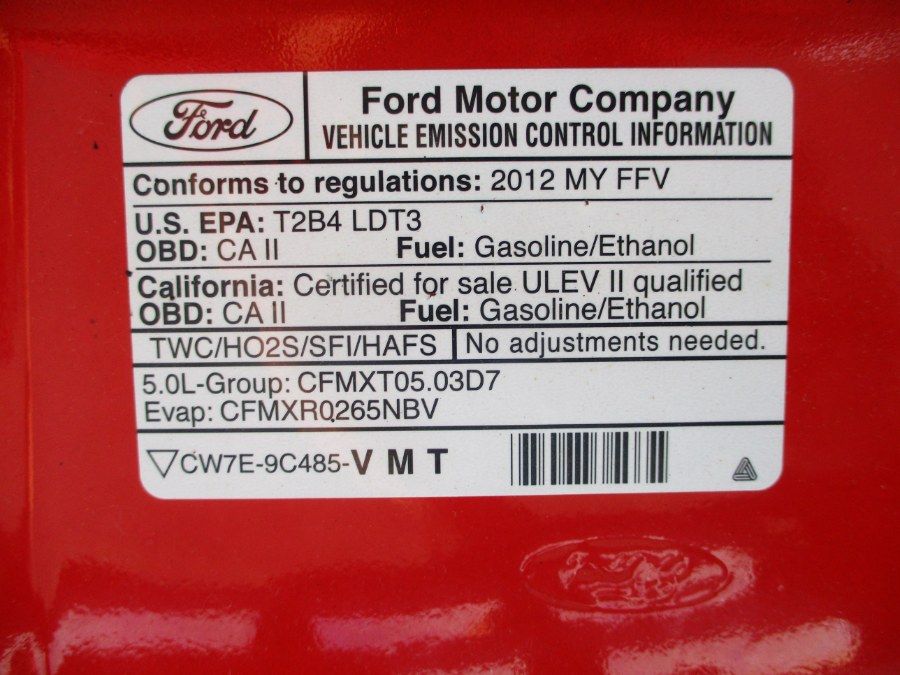 Ford
Ford Motor Company
VEHICLE EMISSION CONTROL INFORMATION
Conforms to regulations: 2012 MY FFV
U.S. EPA: T2B4 LDT3
OBD: CA II Fuel: Gasoline/Ethanol
California: Certified for sale ULEV II qualified
OBD: CA II Fuel: Gasoline/Ethanol
TWC/HO2S/SFI/HAFS No adjustments needed.
5.0L-Group: CFMXT05.03D7
Evap: CFMXR0265NBV
CW7E-9C485-V M T